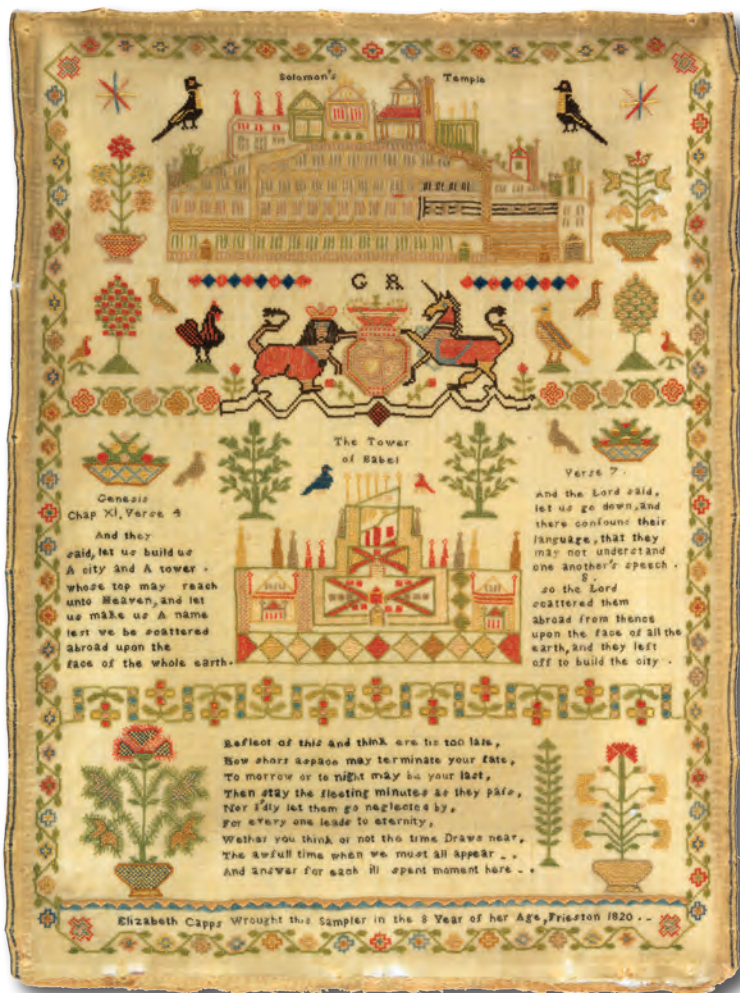 Solomon's Temple
G R
The Tower
of Babel
Genesis
Chap XI, Verse 4
And they
said, let us build us
A city and A tower
whose top may reach
unto Heaven, and let
us make us A name
lest we be scattered
abroad upon the
face of the whole earth.
Verse 7.
And the Lord said,
let us go down, and
there confound their
language, that they
may not understand
one another's speech.
8.
so the Lord
scattered them
abroad from thence
upon the face of all the
earth, and they left
off to build the city.
Reflect of this and think ere tis too late,
How short aspace may terminate your fate,
To morrow or to night may be your last,
Then stay the fleeting minutes as they pass,
Nor Idly let them go neglected by,
For every one leads to eternity,
Wether you think or not the time Draws near,
The awfull time when we must all appear ..
And answer for each ill spent moment here ..
Elizabeth Capps Wrought this Sampler in the 8 Year of her Age, Frieston 1820 ..